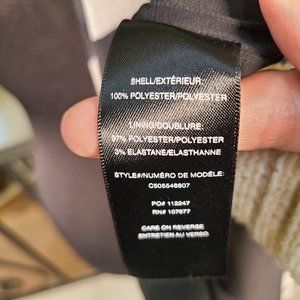 SHELL/EXTÉRIEUR:
100% POLYESTER/POLYESTER
LINING/DOUBLURE:
97% POLYESTER/POLYESTER
3% ELASTANE/ELASTHANNE
STYLE#/NUMÉRO DE MODÈLE:
C505546807
PO# 112247
RN# 107677
CARE ON REVERSE
ENTRETIEN AU VERSO